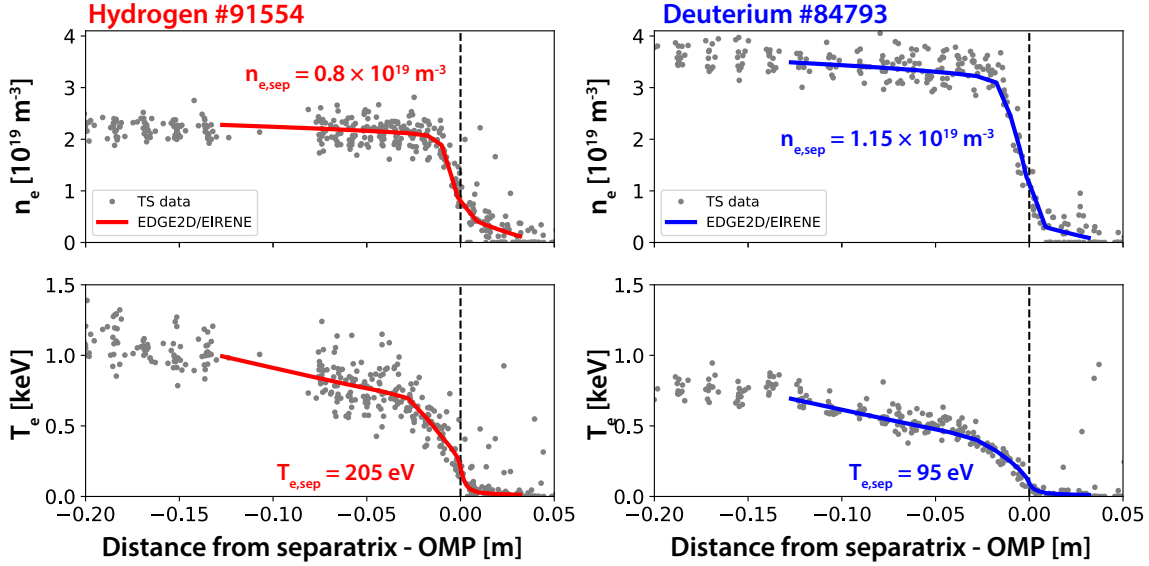 Hydrogen #91554
Deuterium #84793
n_e [10^19 m^-3]
4
3
2
1
0
n_e,sep = 0.8 × 10^19 m^-3
TS data
EDGE2D/EIRENE
n_e [10^19 m^-3]
4
3
2
1
0
n_e,sep = 1.15 × 10^19 m^-3
TS data
EDGE2D/EIRENE
T_e [keV]
1.5
1.0
0.5
0.0
T_e,sep = 205 eV
−0.20 −0.15 −0.10 −0.05 0.00 0.05
Distance from separatrix - OMP [m]
T_e [keV]
1.5
1.0
0.5
0.0
T_e,sep = 95 eV
−0.20 −0.15 −0.10 −0.05 0.00 0.05
Distance from separatrix - OMP [m]